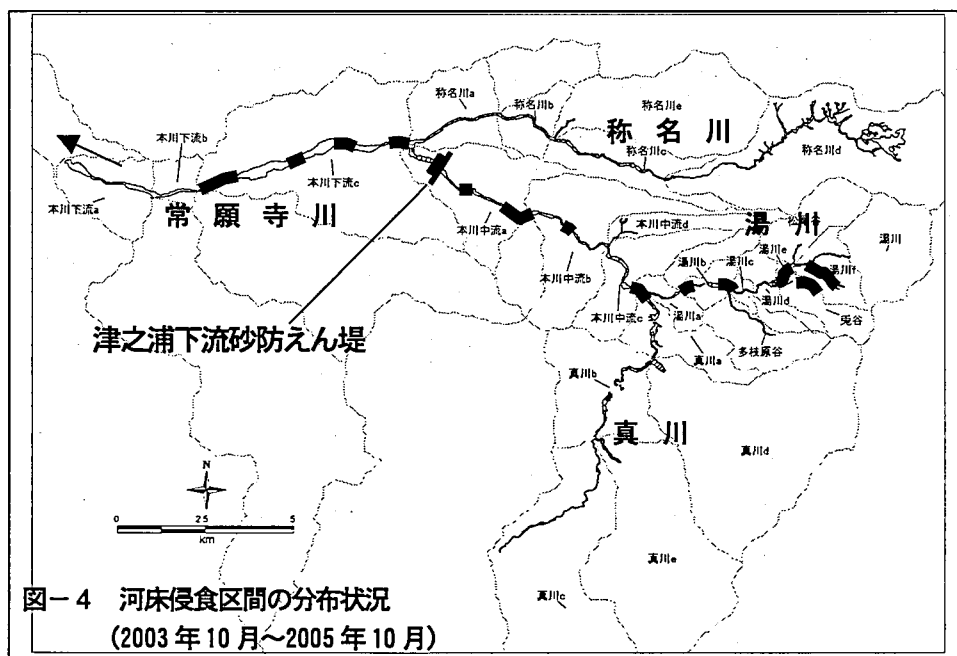 称名川a
称名川b
称名川e
称名川
本川下流b
称名川c
称名川d
本川下流a
本川下流c
常願寺川
本川中流a
本川中流d
湯川
湯川e
湯川
湯川b
湯川c
湯川f
本川中流b
湯川d
本川中流c
湯川a
兎谷
津之浦下流砂防えん堤
真川a
多枝原谷
真川b
真川
真川d
N
0 2.5 5
km
真川e
真川c
図－4 河床侵食区間の分布状況
(2003年10月～2005年10月)